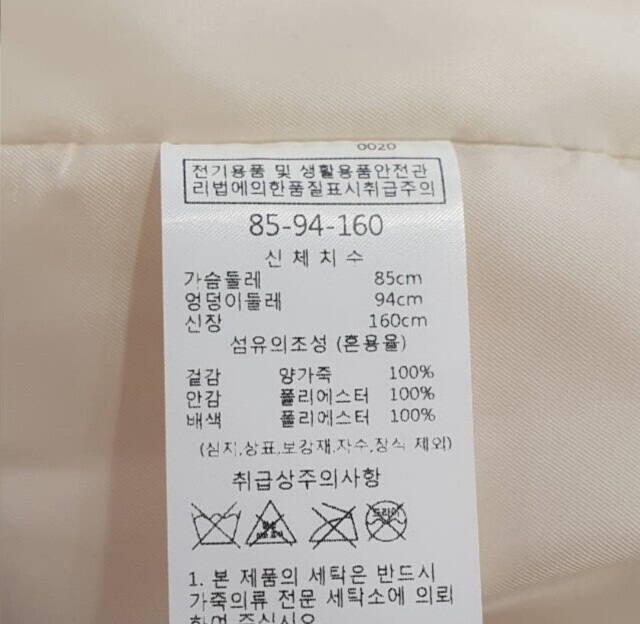 0020
전기용품 및 생활용품안전관
리법에의한품질표시취급주의
85-94-160
신체치수
가슴둘레 85cm
엉덩이둘레 94cm
신장 160cm
섬유의조성 (혼용율)
겉감 양가죽 100%
안감 폴리에스터 100%
배색 폴리에스터 100%
(심지,상표,보강재,자수,장식 제외)
취급상주의사항
드라이
1. 본 제품의 세탁은 반드시
가죽의류 전문 세탁소에 의뢰
하여 주십시오